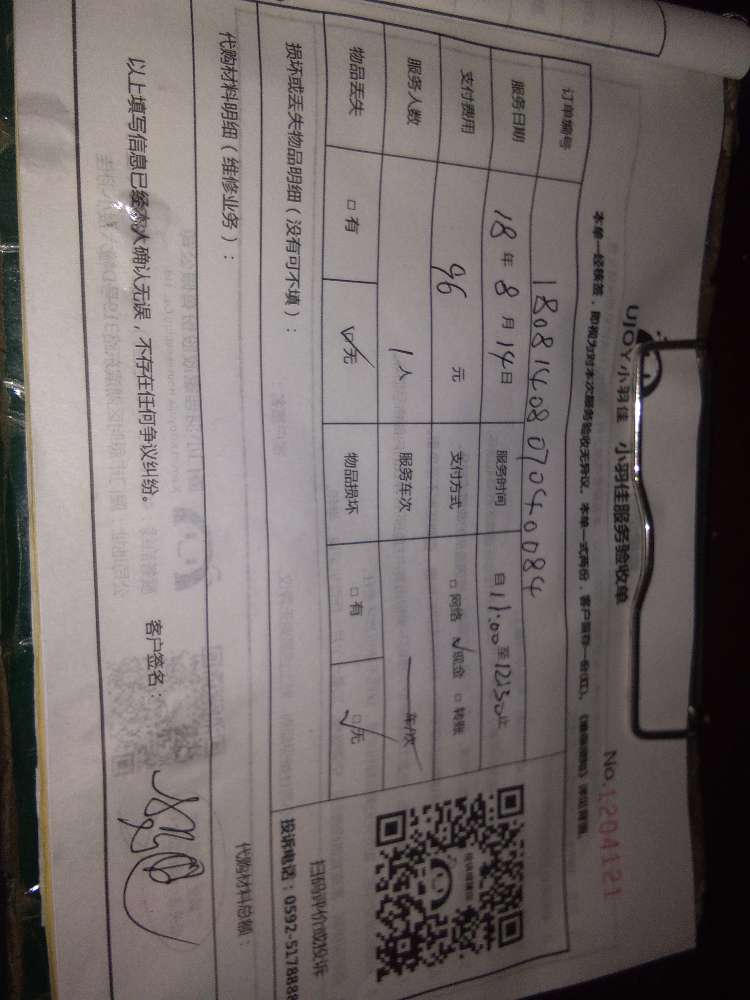 UJOY小羽佳 小羽佳服务验收单
No.1204121
本单一经核签，即视为对本次服务验收无异议。本单一式两份，客户留存一份(红)。
订单编号 1808140807040084
服务日期 18年8月14日 服务时间 自11:00至12:30止
支付费用 96元 支付方式 □网络 ☑现金 □转账
服务人数 1人 服务车次 — 车/次
物品丢失 □有 ☑无 物品损坏 □有 ☑无
损坏或丢失物品明细（没有可不填）：
扫码评价或投诉
投诉电话：0592-5178888
代购材料明细（维修业务）：
代购材料总额：
以上填写信息已经本人确认无误，不存在任何争议纠纷。 客户签名：